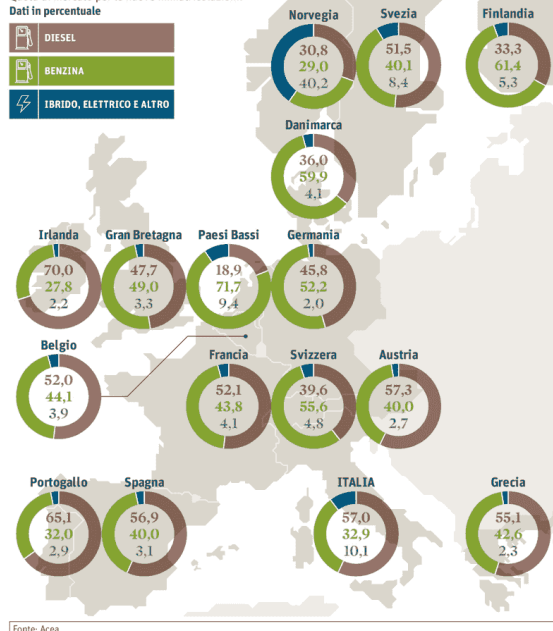 Dati in percentuale
DIESEL
BENZINA
IBRIDO, ELETTRICO E ALTRO
Norvegia
30,8
29,0
40,2
Svezia
51,5
40,1
8,4
Finlandia
33,3
61,4
5,3
Danimarca
36,0
59,9
4,1
Irlanda
70,0
27,8
2,2
Gran Bretagna
47,7
49,0
3,3
Paesi Bassi
18,9
71,7
9,4
Germania
45,8
52,2
2,0
Belgio
52,0
44,1
3,9
Francia
52,1
43,8
4,1
Svizzera
39,6
55,6
4,8
Austria
57,3
40,0
2,7
Portogallo
65,1
32,0
2,9
Spagna
56,9
40,0
3,1
ITALIA
57,0
32,9
10,1
Grecia
55,1
42,6
2,3
Fonte: Acea